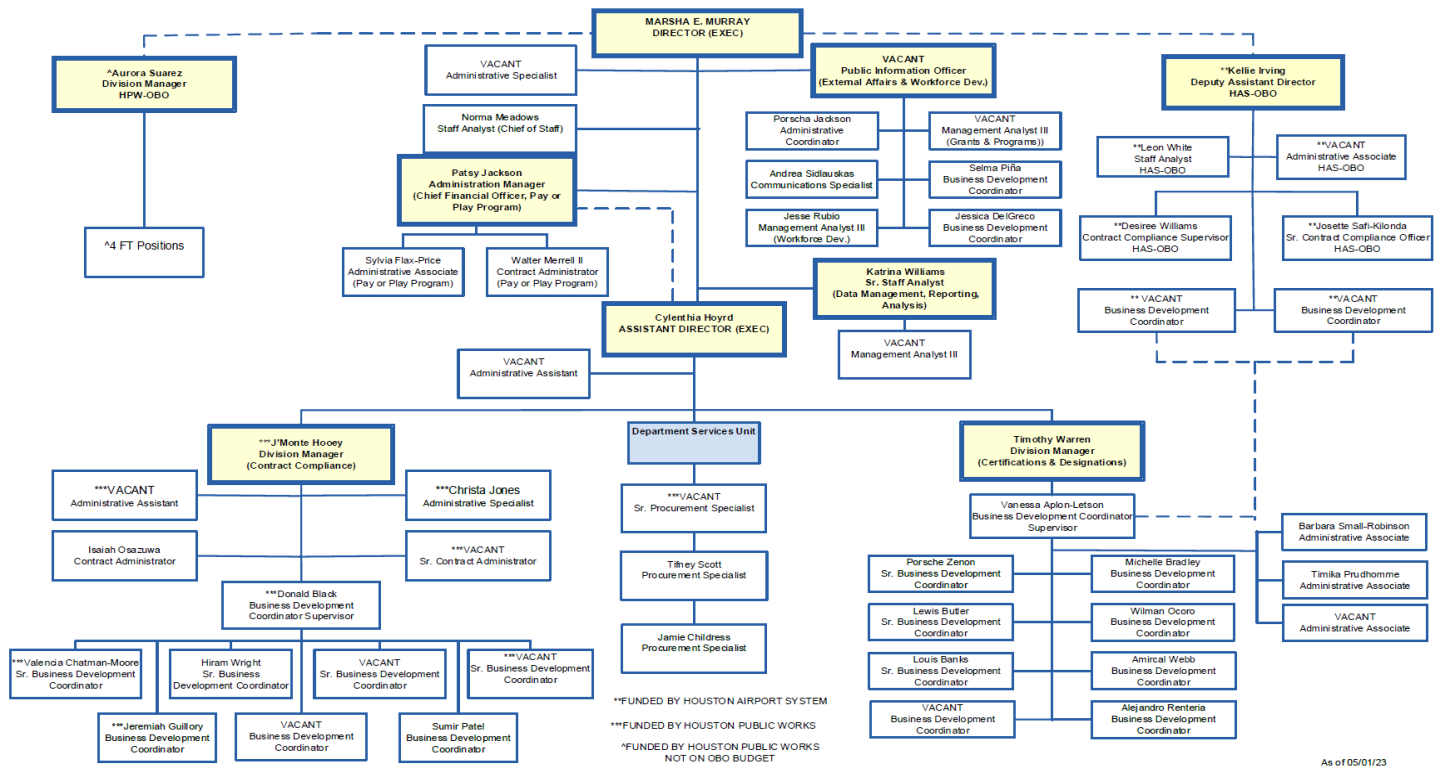 MARSHA E. MURRAY
DIRECTOR (EXEC)
^Aurora Suarez
Division Manager
HPW-OBO
VACANT
Administrative Specialist
VACANT
Public Information Officer
(External Affairs & Workforce Dev.)
**Kellie Irving
Deputy Assistant Director
HAS-OBO
Norma Meadows
Staff Analyst (Chief of Staff)
Porscha Jackson
Administrative
Coordinator
VACANT
Management Analyst III
(Grants & Programs))
**Leon White
Staff Analyst
HAS-OBO
**VACANT
Administrative Associate
HAS-OBO
Patsy Jackson
Administration Manager
(Chief Financial Officer, Pay or
Play Program)
Andrea Sidlauskas
Communications Specialist
Selma Piña
Business Development
Coordinator
^4 FT Positions
Jesse Rubio
Management Analyst III
(Workforce Dev.)
Jessica DelGreco
Business Development
Coordinator
**Desiree Williams
Contract Compliance Supervisor
HAS-OBO
**Josette Safi-Kilonda
Sr. Contract Compliance Officer
HAS-OBO
Sylvia Flax-Price
Administrative Associate
(Pay or Play Program)
Walter Merrell II
Contract Administrator
(Pay or Play Program)
Katrina Williams
Sr. Staff Analyst
(Data Management, Reporting,
Analysis)
** VACANT
Business Development
Coordinator
**VACANT
Business Development
Coordinator
Cylenthia Hoyrd
ASSISTANT DIRECTOR (EXEC)
VACANT
Management Analyst III
VACANT
Administrative Assistant
***J'Monte Hooey
Division Manager
(Contract Compliance)
Department Services Unit
Timothy Warren
Division Manager
(Certifications & Designations)
***VACANT
Administrative Assistant
***Christa Jones
Administrative Specialist
***VACANT
Sr. Procurement Specialist
Vanessa Aplon-Letson
Business Development Coordinator
Supervisor
Barbara Small-Robinson
Administrative Associate
Isaiah Osazuwa
Contract Administrator
***VACANT
Sr. Contract Administrator
Tifney Scott
Procurement Specialist
Porsche Zenon
Sr. Business Development
Coordinator
Michelle Bradley
Business Development
Coordinator
Timika Prudhomme
Administrative Associate
***Donald Black
Business Development
Coordinator Supervisor
Lewis Butler
Sr. Business Development
Coordinator
Wilman Ocoro
Business Development
Coordinator
VACANT
Administrative Associate
Jamie Childress
Procurement Specialist
***Valencia Chatman-Moore
Sr. Business Development
Coordinator
Hiram Wright
Sr. Business
Development Coordinator
VACANT
Sr. Business Development
Coordinator
***VACANT
Sr. Business Development
Coordinator
Louis Banks
Sr. Business Development
Coordinator
Amircal Webb
Business Development
Coordinator
***Jeremiah Guillory
Business Development
Coordinator
VACANT
Business Development
Coordinator
Sumir Patel
Business Development
Coordinator
VACANT
Business Development
Coordinator
Alejandro Renteria
Business Development
Coordinator
**FUNDED BY HOUSTON AIRPORT SYSTEM
***FUNDED BY HOUSTON PUBLIC WORKS
^FUNDED BY HOUSTON PUBLIC WORKS
NOT ON OBO BUDGET
As of 05/01/23